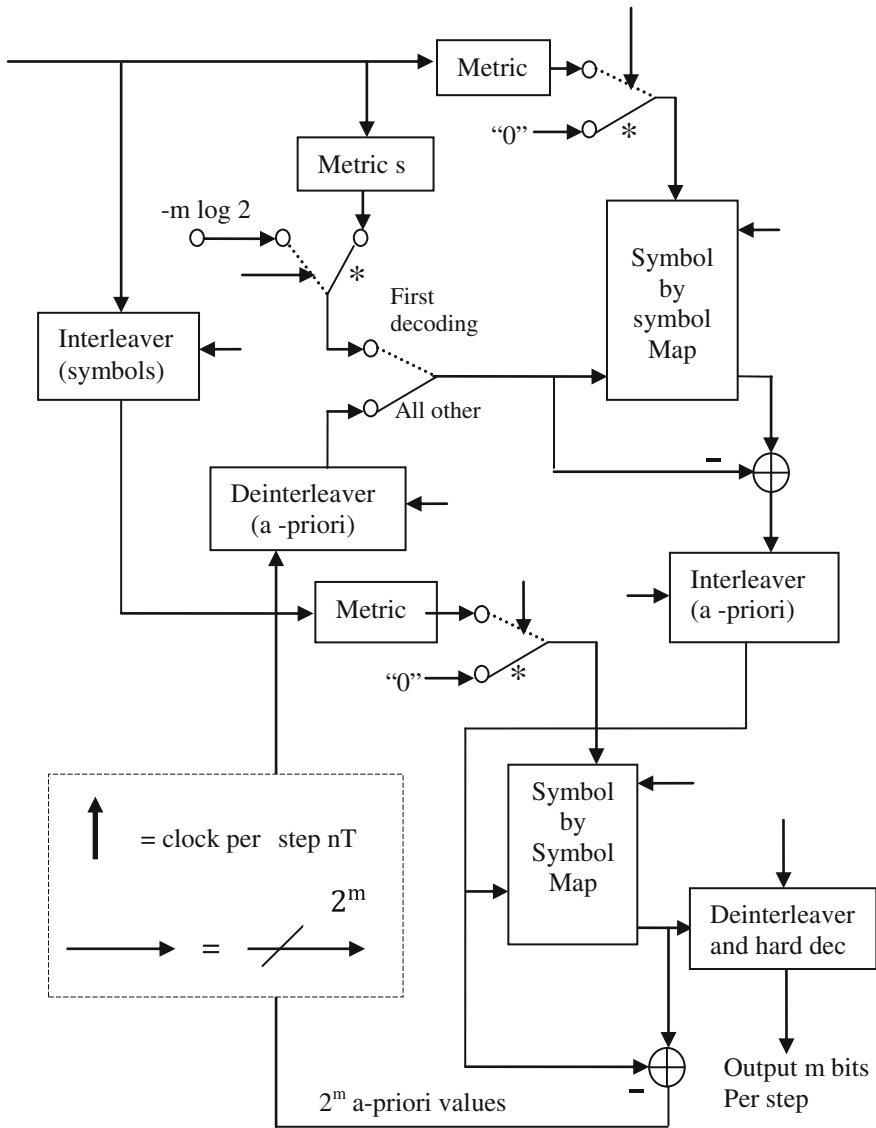 Metric
“0”
*
Metric s
-m log 2
*
Symbol
by
symbol
Map
First
decoding
Interleaver
(symbols)
All other
-
Deinterleaver
(a -priori)
Interleaver
(a -priori)
Metric
“0”
*
Symbol
by
Symbol
Map
= clock per step nT
= 2ᵐ
Deinterleaver
and hard dec
-
Output m bits
Per step
2ᵐ a-priori values